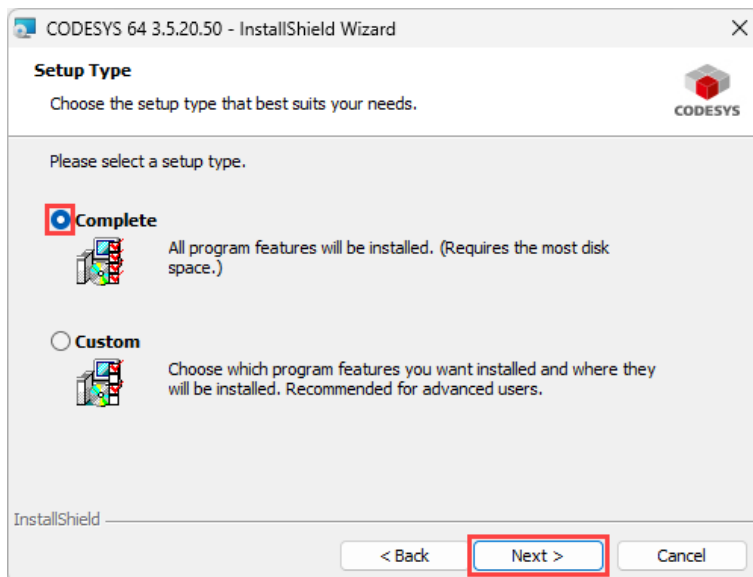 CODESYS 64 3.5.20.50 - InstallShield Wizard
Setup Type
Choose the setup type that best suits your needs.
CODESYS
Please select a setup type.
Complete
All program features will be installed. (Requires the most disk
space.)
Custom
Choose which program features you want installed and where they
will be installed. Recommended for advanced users.
InstallShield
< Back
Next >
Cancel